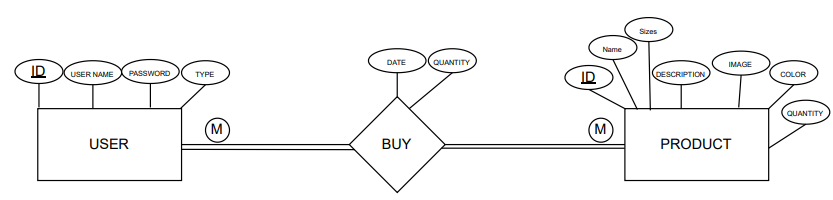 ID
USER NAME
PASSWORD
TYPE
USER
M
DATE
QUANTITY
BUY
M
ID
Name
Sizes
DESCRIPTION
IMAGE
COLOR
QUANTITY
PRODUCT